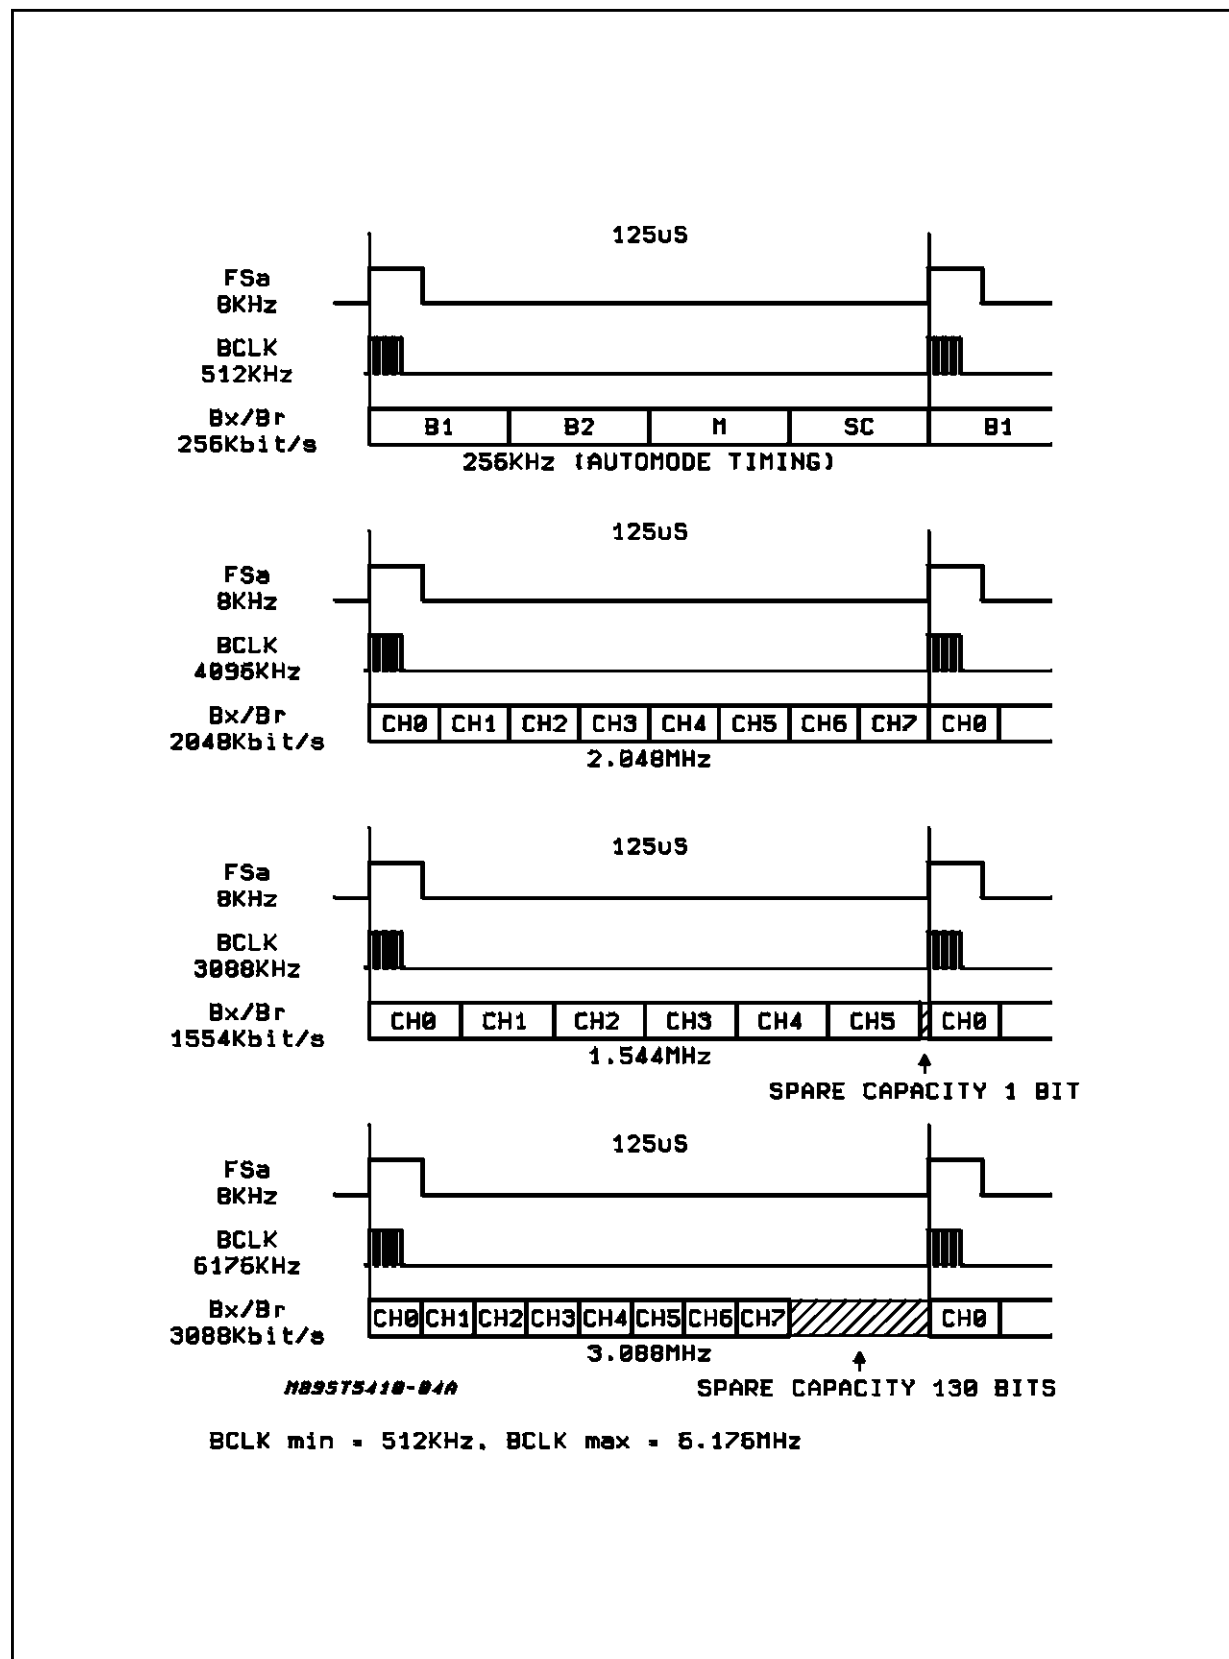 125uS
FSa
8KHz
BCLK
512KHz
Bx/Br
256Kbit/s
B1 B2 M SC B1
256KHz (AUTOMODE TIMING)
125uS
FSa
8KHz
BCLK
4096KHz
Bx/Br
2048Kbit/s
CH0 CH1 CH2 CH3 CH4 CH5 CH6 CH7 CH0
2.048MHz
125uS
FSa
8KHz
BCLK
3088KHz
Bx/Br
1554Kbit/s
CH0 CH1 CH2 CH3 CH4 CH5 CH0
1.544MHz
SPARE CAPACITY 1 BIT
125uS
FSa
8KHz
BCLK
6176KHz
Bx/Br
3088Kbit/s
CH0 CH1 CH2 CH3 CH4 CH5 CH6 CH7 CH0
3.088MHz
M89ST5410-04A
SPARE CAPACITY 130 BITS
BCLK min = 512KHz, BCLK max = 6.176MHz